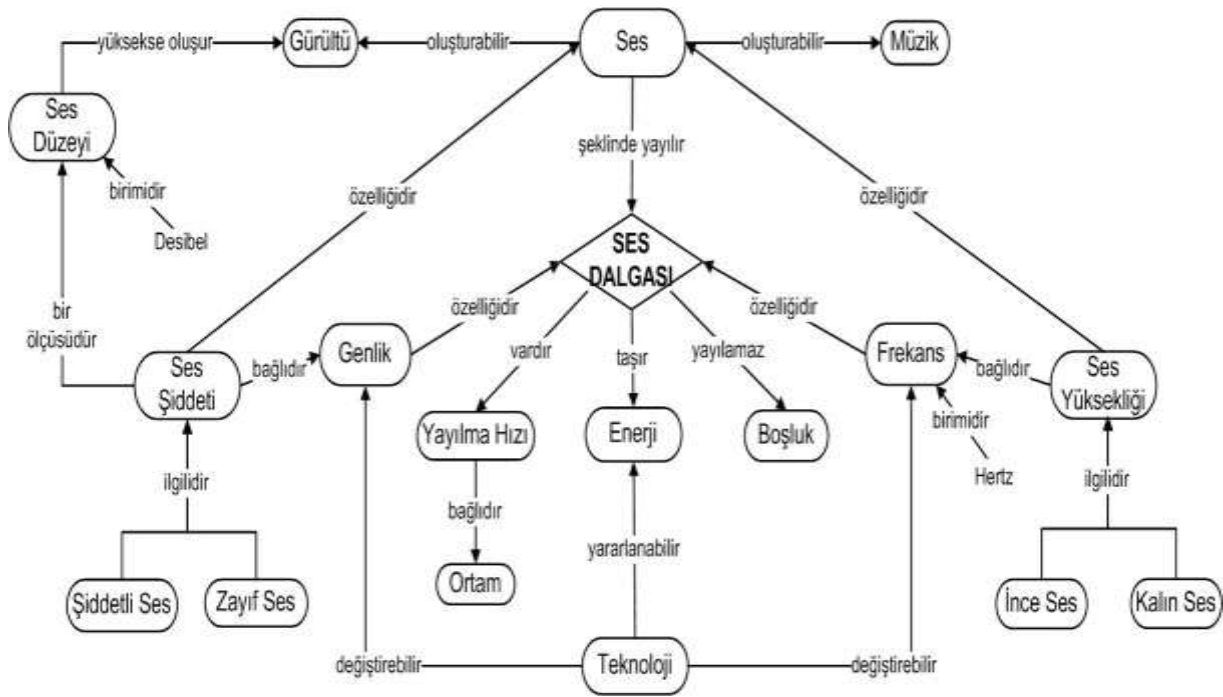 yüksekse oluşur
Gürültü
oluşturabilir
Ses
oluşturabilir
Müzik
Ses
Düzeyi
şeklinde yayılır
birimidir
özelliğidir
özelliğidir
Desibel
SES
DALGASI
bir
ölçüsüdür
özelliğidir
özelliğidir
vardır
taşır
yayılamaz
Ses
Şiddeti
bağlıdır
Genlik
Frekans
bağlıdır
Ses
Yüksekliği
birimidir
Yayılma Hızı
Enerji
Boşluk
Hertz
ilgilidir
ilgilidir
bağlıdır
yararlanabilir
Ortam
Şiddetli Ses
Zayıf Ses
İnce Ses
Kalın Ses
değiştirebilir
Teknoloji
değiştirebilir